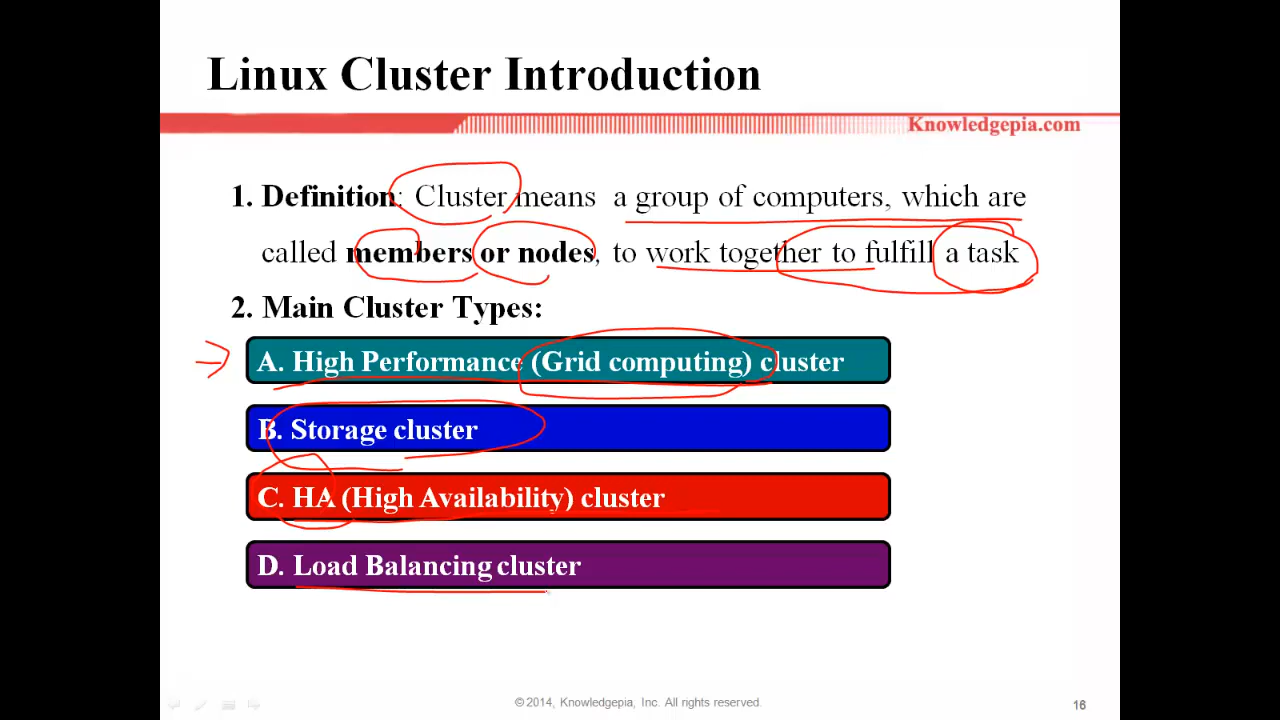 Linux Cluster Introduction
Knowledgepia.com
1. Definition: Cluster means a group of computers, which are
called members or nodes, to work together to fulfill a task
2. Main Cluster Types:
A. High Performance (Grid computing) cluster
B. Storage cluster
C. HA (High Availability) cluster
D. Load Balancing cluster
© 2014, Knowledgepia, Inc. All rights reserved.
16